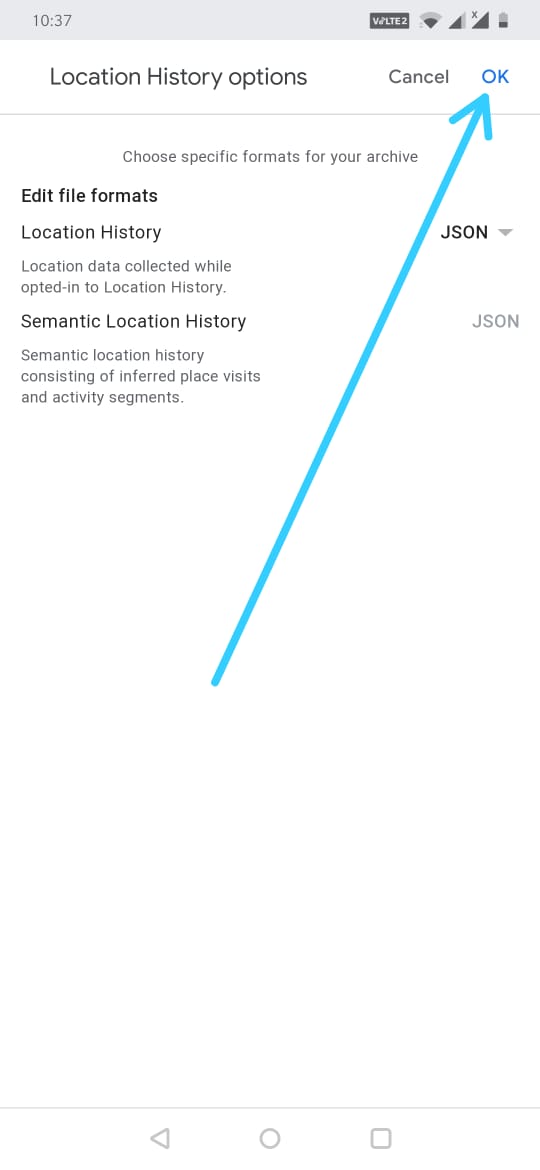 10:37 VoLTE2 X
Location History options Cancel OK
Choose specific formats for your archive
Edit file formats
Location History JSON
Location data collected while
opted-in to Location History.
Semantic Location History JSON
Semantic location history
consisting of inferred place visits
and activity segments.